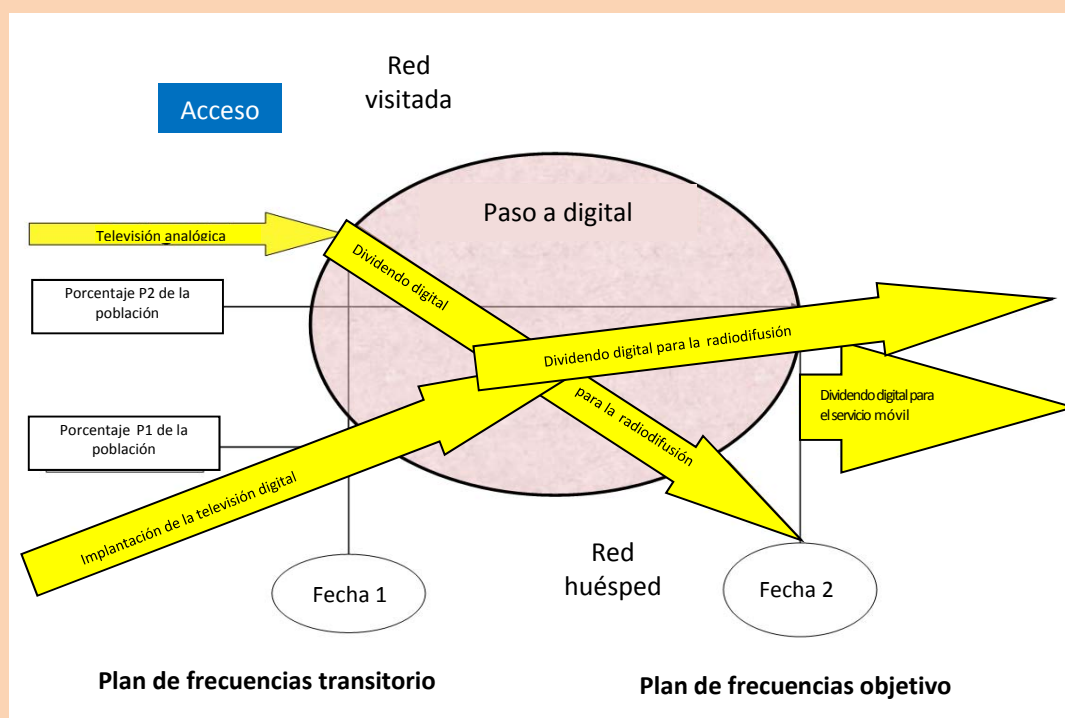 Red
visitada
Acceso
Paso a digital
Televisión analógica
Dividendo digital
Porcentaje P2 de la
población
Dividendo digital para la radiodifusión
Dividendo digital para
el servicio móvil
para la radiodifusión
Porcentaje P1 de la
población
Implantación de la televisión digital
Red
huésped
Fecha 1
Fecha 2
Plan de frecuencias transitorio
Plan de frecuencias objetivo